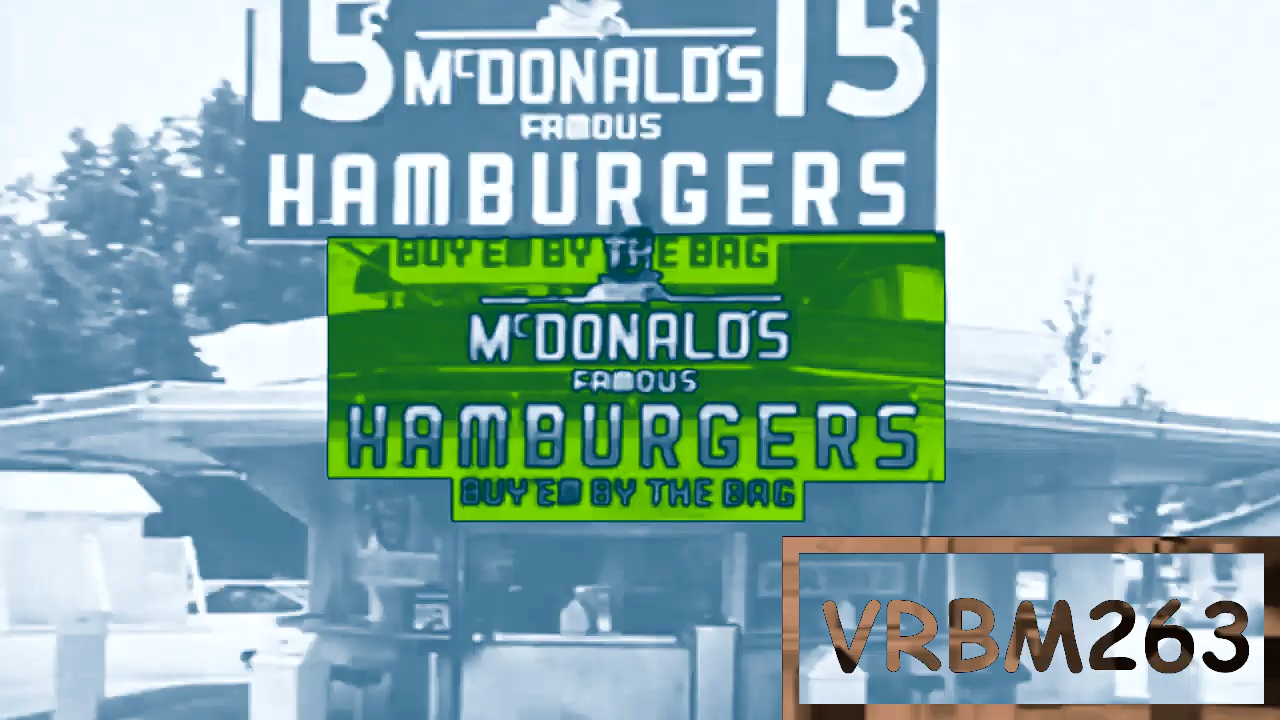 15¢ McDONALD'S 15¢
FAMOUS
HAMBURGERS
BUY'EM BY THE BAG
McDONALD'S
FAMOUS
HAMBURGERS
BUY'EM BY THE BAG
VRBM263